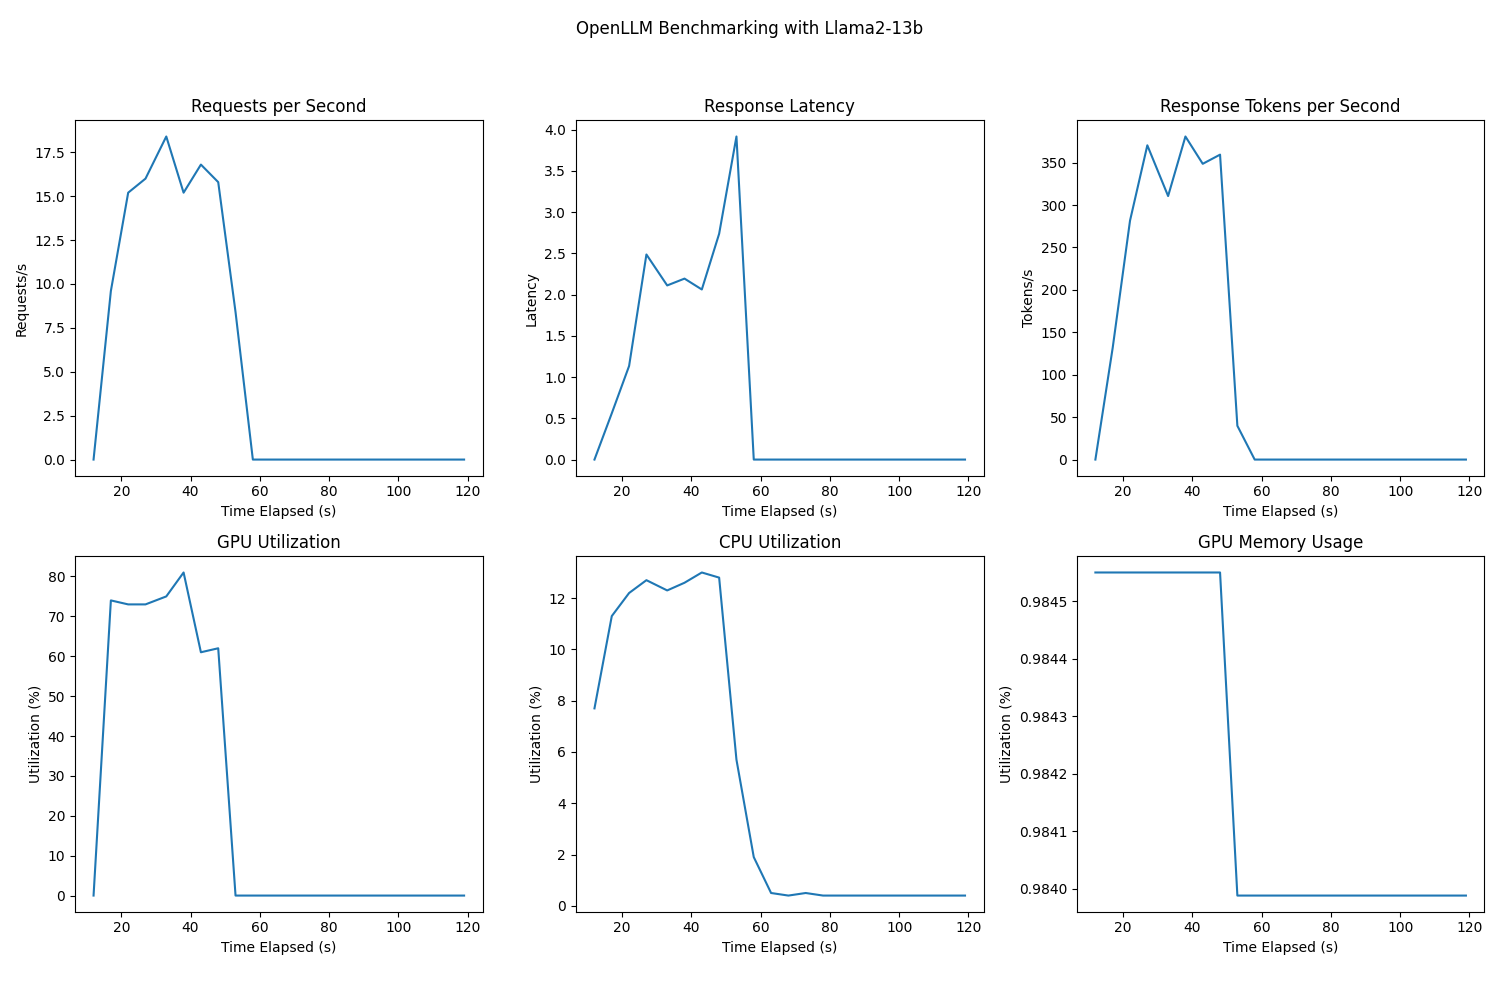 OpenLLM Benchmarking with Llama2-13b
Requests per Second
Requests/s
17.5
15.0
12.5
10.0
7.5
5.0
2.5
0.0
20 40 60 80 100 120
Time Elapsed (s)
Response Latency
Latency
4.0
3.5
3.0
2.5
2.0
1.5
1.0
0.5
0.0
20 40 60 80 100 120
Time Elapsed (s)
Response Tokens per Second
Tokens/s
350
300
250
200
150
100
50
0
20 40 60 80 100 120
Time Elapsed (s)
GPU Utilization
Utilization (%)
80
70
60
50
40
30
20
10
0
20 40 60 80 100 120
Time Elapsed (s)
CPU Utilization
Utilization (%)
12
10
8
6
4
2
0
20 40 60 80 100 120
Time Elapsed (s)
GPU Memory Usage
Utilization (%)
0.9845
0.9844
0.9843
0.9842
0.9841
0.9840
20 40 60 80 100 120
Time Elapsed (s)